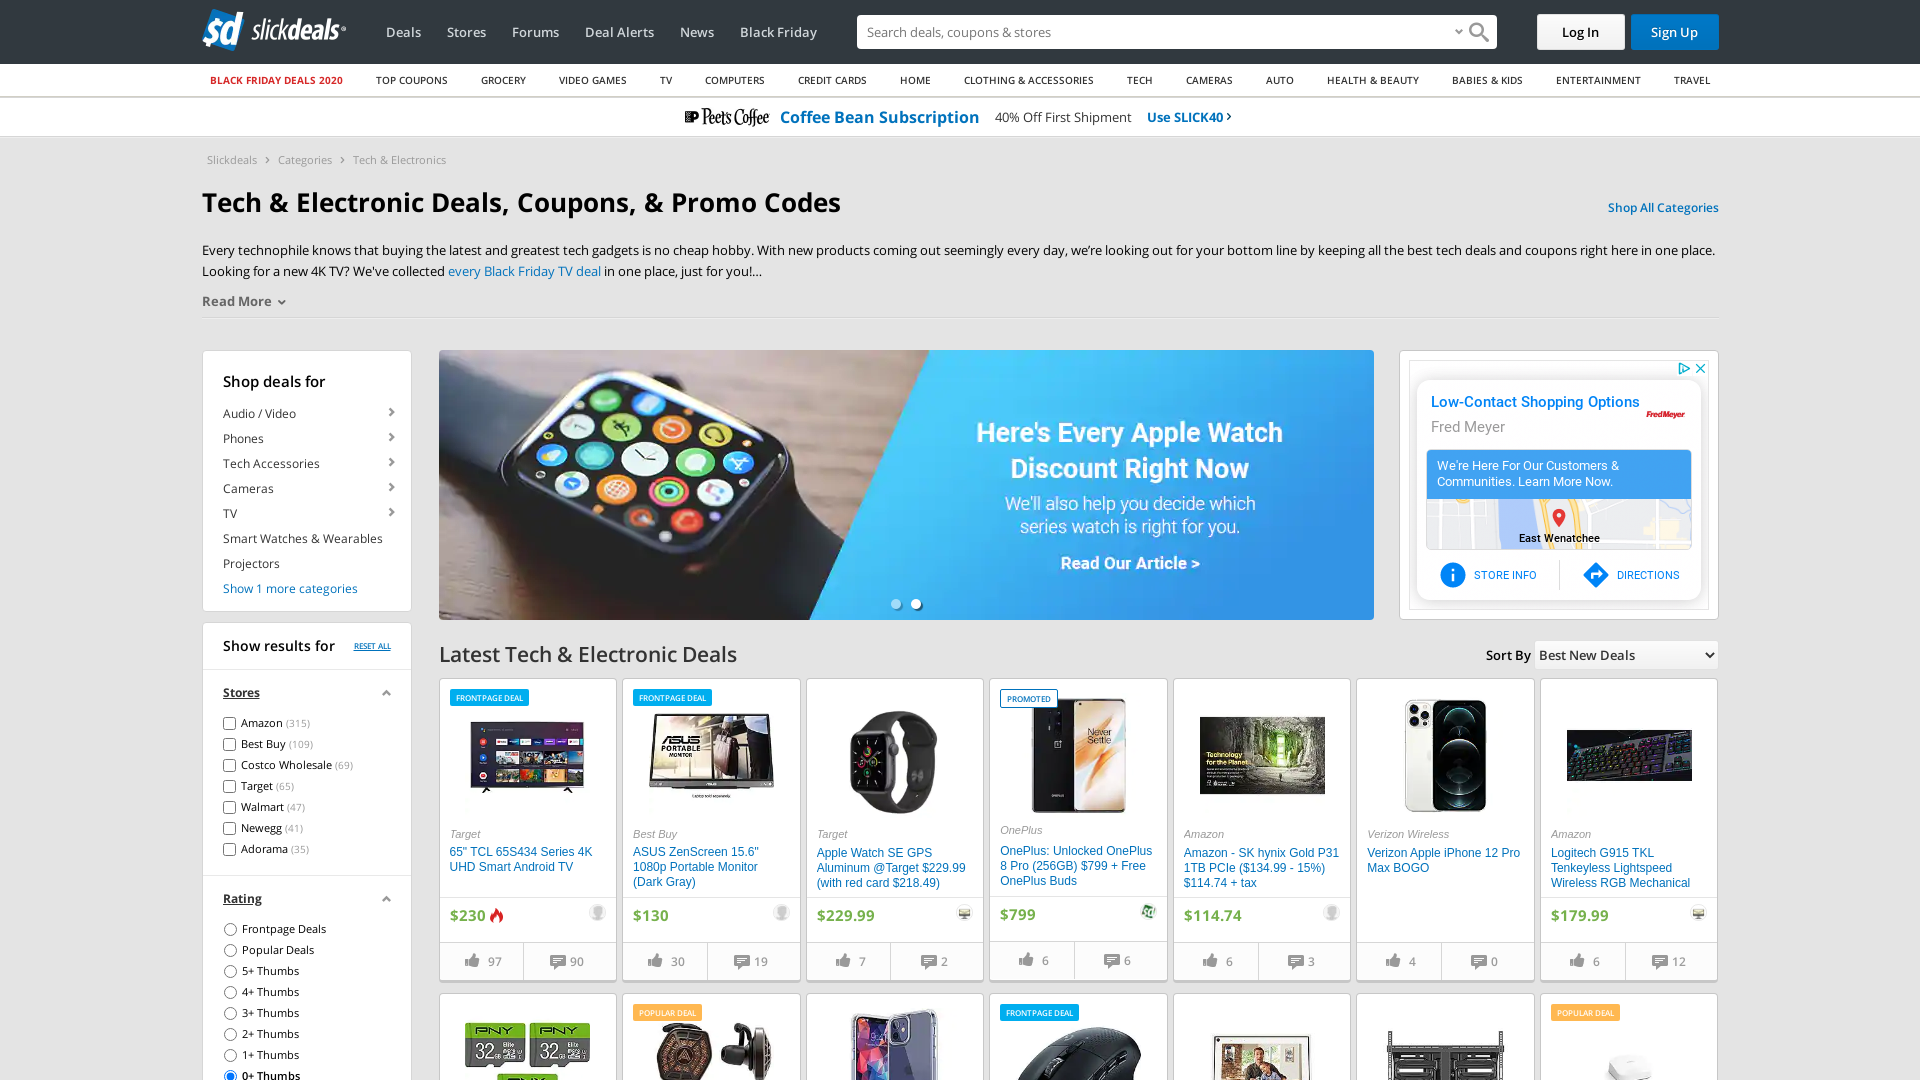 slickdeals
Deals
Stores
Forums
Deal Alerts
News
Black Friday
Search deals, coupons & stores
Log In
Sign Up
BLACK FRIDAY DEALS 2020
TOP COUPONS
GROCERY
VIDEO GAMES
TV
COMPUTERS
CREDIT CARDS
HOME
CLOTHING & ACCESSORIES
TECH
CAMERAS
AUTO
HEALTH & BEAUTY
BABIES & KIDS
ENTERTAINMENT
TRAVEL
Peet's Coffee Coffee Bean Subscription 40% Off First Shipment Use SLICK40
Slickdeals > Categories > Tech & Electronics
Tech & Electronic Deals, Coupons, & Promo Codes
Shop All Categories
Every technophile knows that buying the latest and greatest tech gadgets is no cheap hobby. With new products coming out seemingly every day, we’re looking out for your bottom line by keeping all the best tech deals and coupons right here in one place.
Looking for a new 4K TV? We've collected every Black Friday TV deal in one place, just for you!…
Read More
Shop deals for
Audio / Video
Phones
Tech Accessories
Cameras
TV
Smart Watches & Wearables
Projectors
Show 1 more categories
Show results for
RESET ALL
Stores
Amazon (315)
Best Buy (109)
Costco Wholesale (69)
Target (65)
Walmart (47)
Newegg (41)
Adorama (35)
Rating
Frontpage Deals
Popular Deals
5+ Thumbs
4+ Thumbs
3+ Thumbs
2+ Thumbs
1+ Thumbs
0+ Thumbs
Here's Every Apple Watch
Discount Right Now
We'll also help you decide which
series watch is right for you.
Read Our Article >
Low-Contact Shopping Options
Fred Meyer
FredMeyer
We're Here For Our Customers &
Communities. Learn More Now.
East Wenatchee
STORE INFO
DIRECTIONS
Latest Tech & Electronic Deals
Sort By
Best New Deals
FRONTPAGE DEAL
Target
65" TCL 65S434 Series 4K
UHD Smart Android TV
$230
97
90
FRONTPAGE DEAL
ASUS
PORTABLE
MONITOR
Best Buy
ASUS ZenScreen 15.6"
1080p Portable Monitor
(Dark Gray)
$130
30
19
Target
Apple Watch SE GPS
Aluminum @Target $229.99
(with red card $218.49)
$229.99
7
2
PROMOTED
Never
Settle
OnePlus
OnePlus: Unlocked OnePlus
8 Pro (256GB) $799 + Free
OnePlus Buds
$799
6
6
Technology
for the Planet
Amazon
Amazon - SK hynix Gold P31
1TB PCIe ($134.99 - 15%)
$114.74 + tax
$114.74
6
3
Verizon Wireless
Verizon Apple iPhone 12 Pro
Max BOGO
4
0
Amazon
Logitech G915 TKL
Tenkeyless Lightspeed
Wireless RGB Mechanical
$179.99
6
12
PNY
32GB
Elite
PNY
32GB
Elite
POPULAR DEAL
FRONTPAGE DEAL
POPULAR DEAL